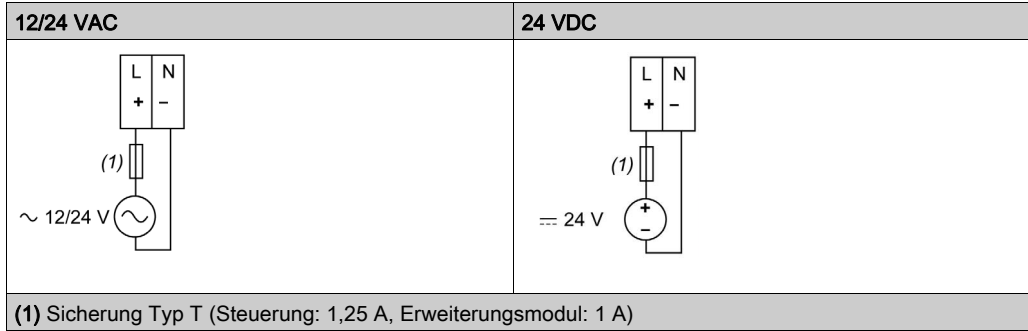 12/24 VAC
24 VDC
L N
+ –
(1)
~ 12/24 V
L N
+ –
(1)
⎓ 24 V
+
–
(1) Sicherung Typ T (Steuerung: 1,25 A, Erweiterungsmodul: 1 A)